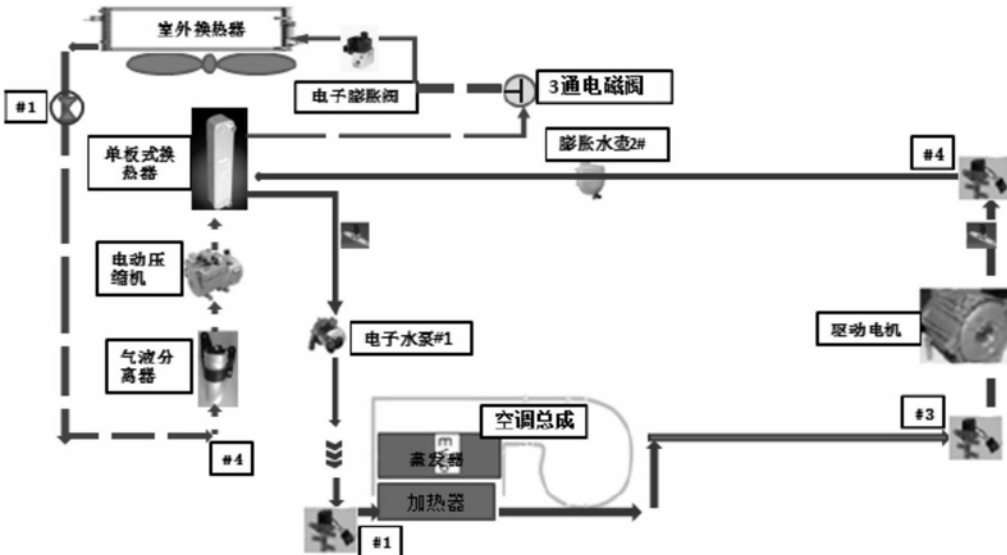 室外换热器
#1
电子膨胀阀
3通电磁阀
单板式换
热器
膨胀水壶2#
#4
电动压
缩机
电子水泵#1
驱动电机
气液分
离器
空调总成
#3
蒸发器
#4
加热器
#1